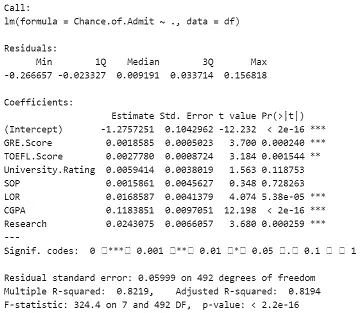 Call:
lm(formula = Chance.of.Admit ~ ., data = df)
Residuals:
Min 1Q Median 3Q Max
-0.266657 -0.023327 0.009191 0.033714 0.156818
Coefficients:
Estimate Std. Error t value Pr(>|t|)
(Intercept) -1.2757251 0.1042962 -12.232 < 2e-16 ***
GRE.Score 0.0018585 0.0005023 3.700 0.000240 ***
TOEFL.Score 0.0027780 0.0008724 3.184 0.001544 **
University.Rating 0.0059414 0.0038019 1.563 0.118753
SOP 0.0015861 0.0045627 0.348 0.728263
LOR 0.0168587 0.0041379 4.074 5.38e-05 ***
CGPA 0.1183851 0.0097051 12.198 < 2e-16 ***
Research 0.0243075 0.0066057 3.680 0.000259 ***
---
Signif. codes: 0 □***□ 0.001 □**□ 0.01 □*□ 0.05 □.□ 0.1 □ □ 1
Residual standard error: 0.05999 on 492 degrees of freedom
Multiple R-squared: 0.8219, Adjusted R-squared: 0.8194
F-statistic: 324.4 on 7 and 492 DF, p-value: < 2.2e-16